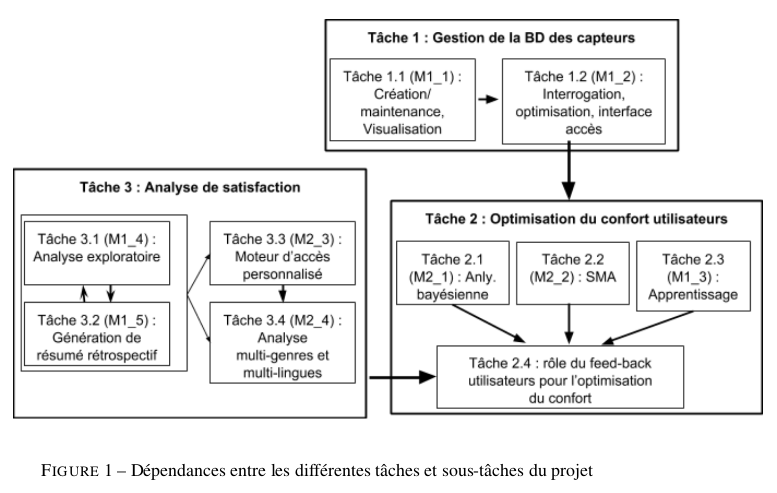 Tâche 1 : Gestion de la BD des capteurs
Tâche 1.1 (M1_1) :
Création/
maintenance,
Visualisation
Tâche 1.2 (M1_2) :
Interrogation,
optimisation, interface
accès
Tâche 3 : Analyse de satisfaction
Tâche 3.1 (M1_4) :
Analyse exploratoire
Tâche 3.2 (M1_5) :
Génération de
résumé rétrospectif
Tâche 3.3 (M2_3) :
Moteur d'accès
personnalisé
Tâche 3.4 (M2_4) :
Analyse
multi-genres et
multi-lingues
Tâche 2 : Optimisation du confort utilisateurs
Tâche 2.1
(M2_1) : Anly.
bayésienne
Tâche 2.2
(M2_2) : SMA
Tâche 2.3
(M1_3) :
Apprentissage
Tâche 2.4 : rôle du feed-back
utilisateurs pour l'optimisation
du confort
FIGURE 1 – Dépendances entre les différentes tâches et sous-tâches du projet